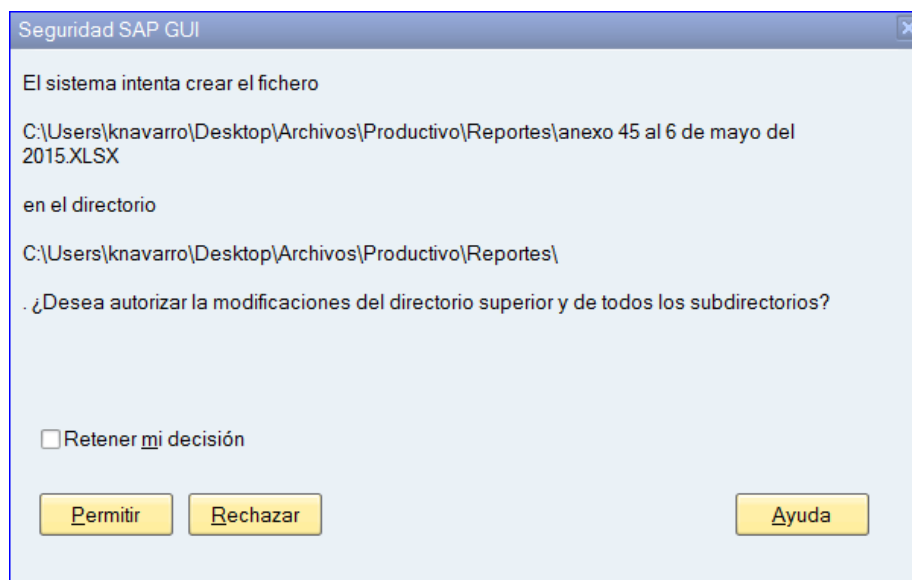 Seguridad SAP GUI
El sistema intenta crear el fichero
C:\Users\knavarro\Desktop\Archivos\Productivo\Reportes\anexo 45 al 6 de mayo del
2015.XLSX
en el directorio
C:\Users\knavarro\Desktop\Archivos\Productivo\Reportes\
. ¿Desea autorizar la modificaciones del directorio superior y de todos los subdirectorios?
Retener mi decisión
Permitir Rechazar Ayuda